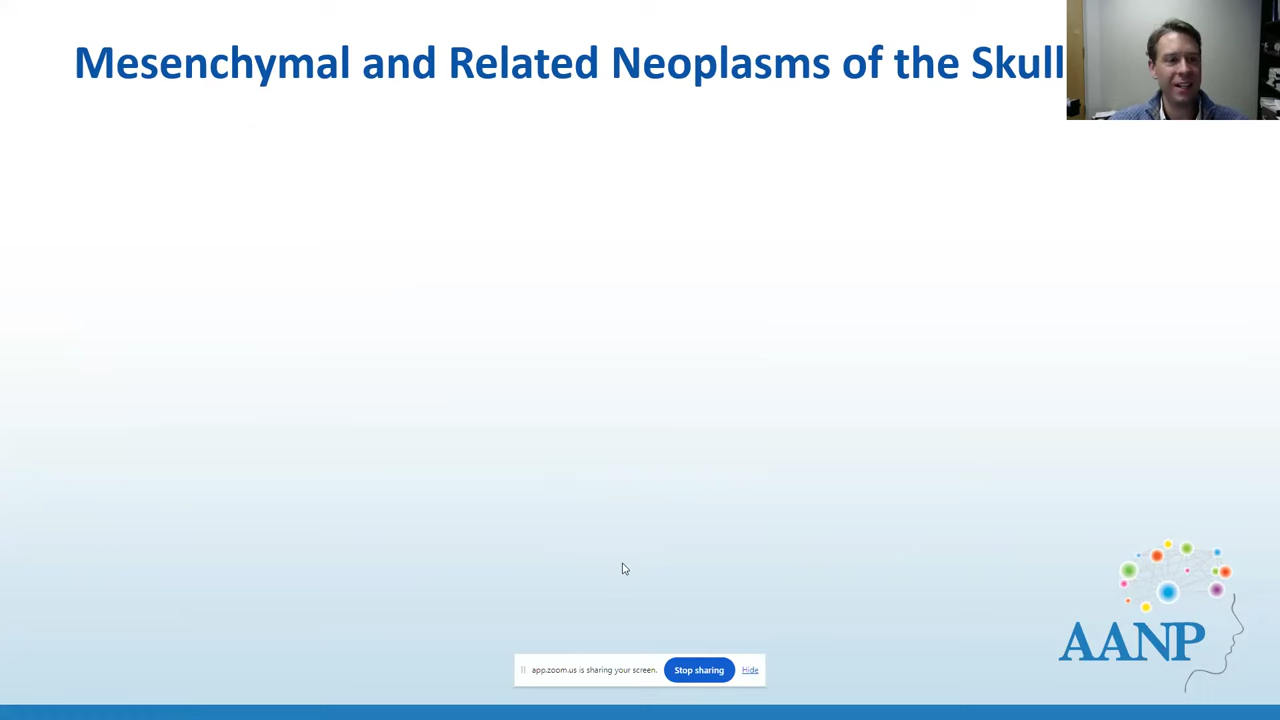 Mesenchymal and Related Neoplasms of the Skull
app.zoom.us is sharing your screen. Stop sharing Hide
AANP